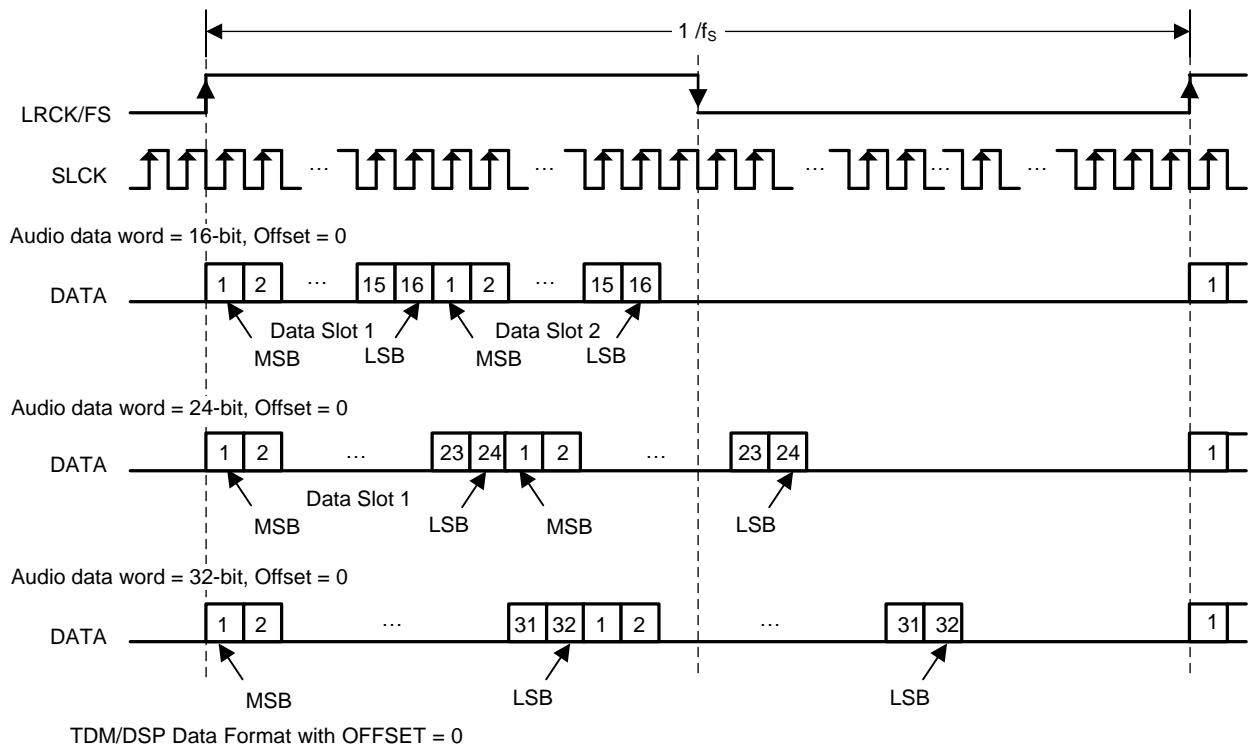 1 /fS
LRCK/FS
SLCK
... ... ... ... ...
Audio data word = 16-bit, Offset = 0
DATA 1 2 ... 15 16 1 2 ... 15 16 1
Data Slot 1 Data Slot 2
MSB LSB MSB LSB
Audio data word = 24-bit, Offset = 0
DATA 1 2 ... 23 24 1 2 ... 23 24 1
Data Slot 1
MSB LSB MSB LSB
Audio data word = 32-bit, Offset = 0
DATA 1 2 ... 31 32 1 2 ... 31 32 1
MSB LSB LSB
TDM/DSP Data Format with OFFSET = 0